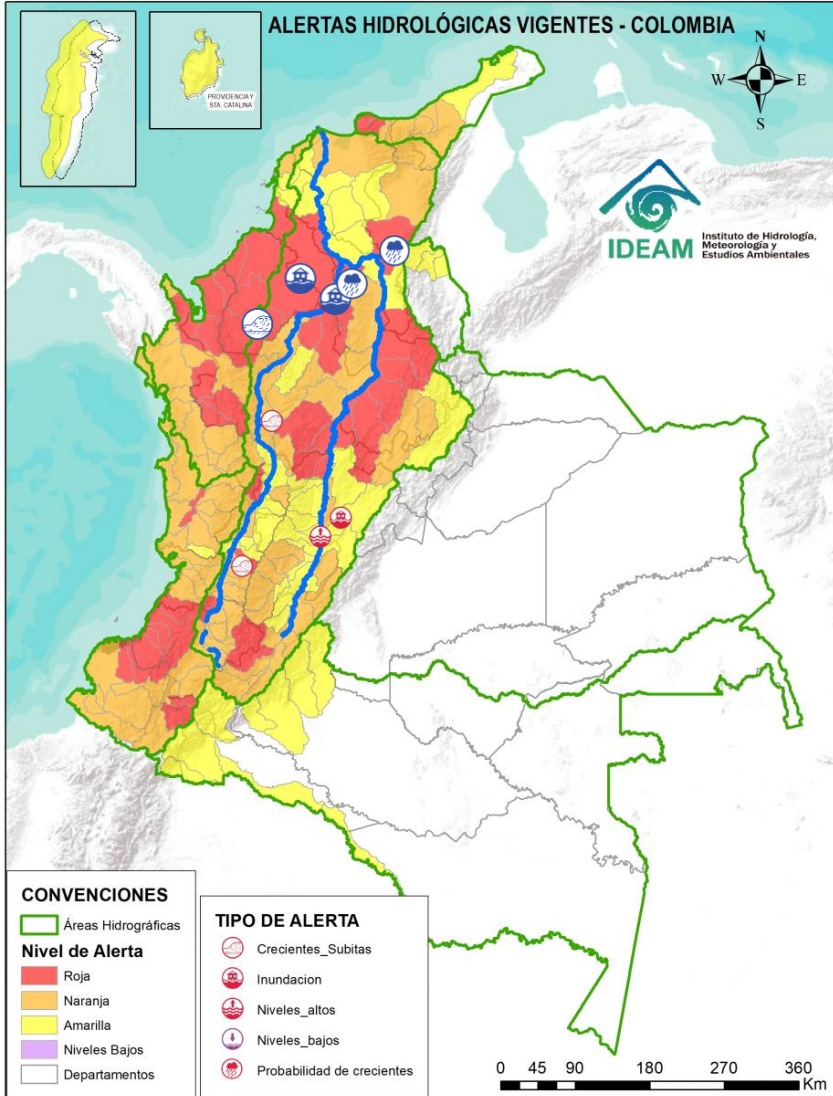 ALERTAS HIDROLÓGICAS VIGENTES - COLOMBIA
PROVIDENCIA Y
STA. CATALINA
N
W
E
S
IDEAM
Instituto de Hidrología,
Meteorología y
Estudios Ambientales
CONVENCIONES
Áreas Hidrográficas
Nivel de Alerta
Roja
Naranja
Amarilla
Niveles Bajos
Departamentos
TIPO DE ALERTA
Crecientes_Subitas
Inundacion
Niveles_altos
Niveles_bajos
Probabilidad de crecientes
0 45 90 180 270 360
Km